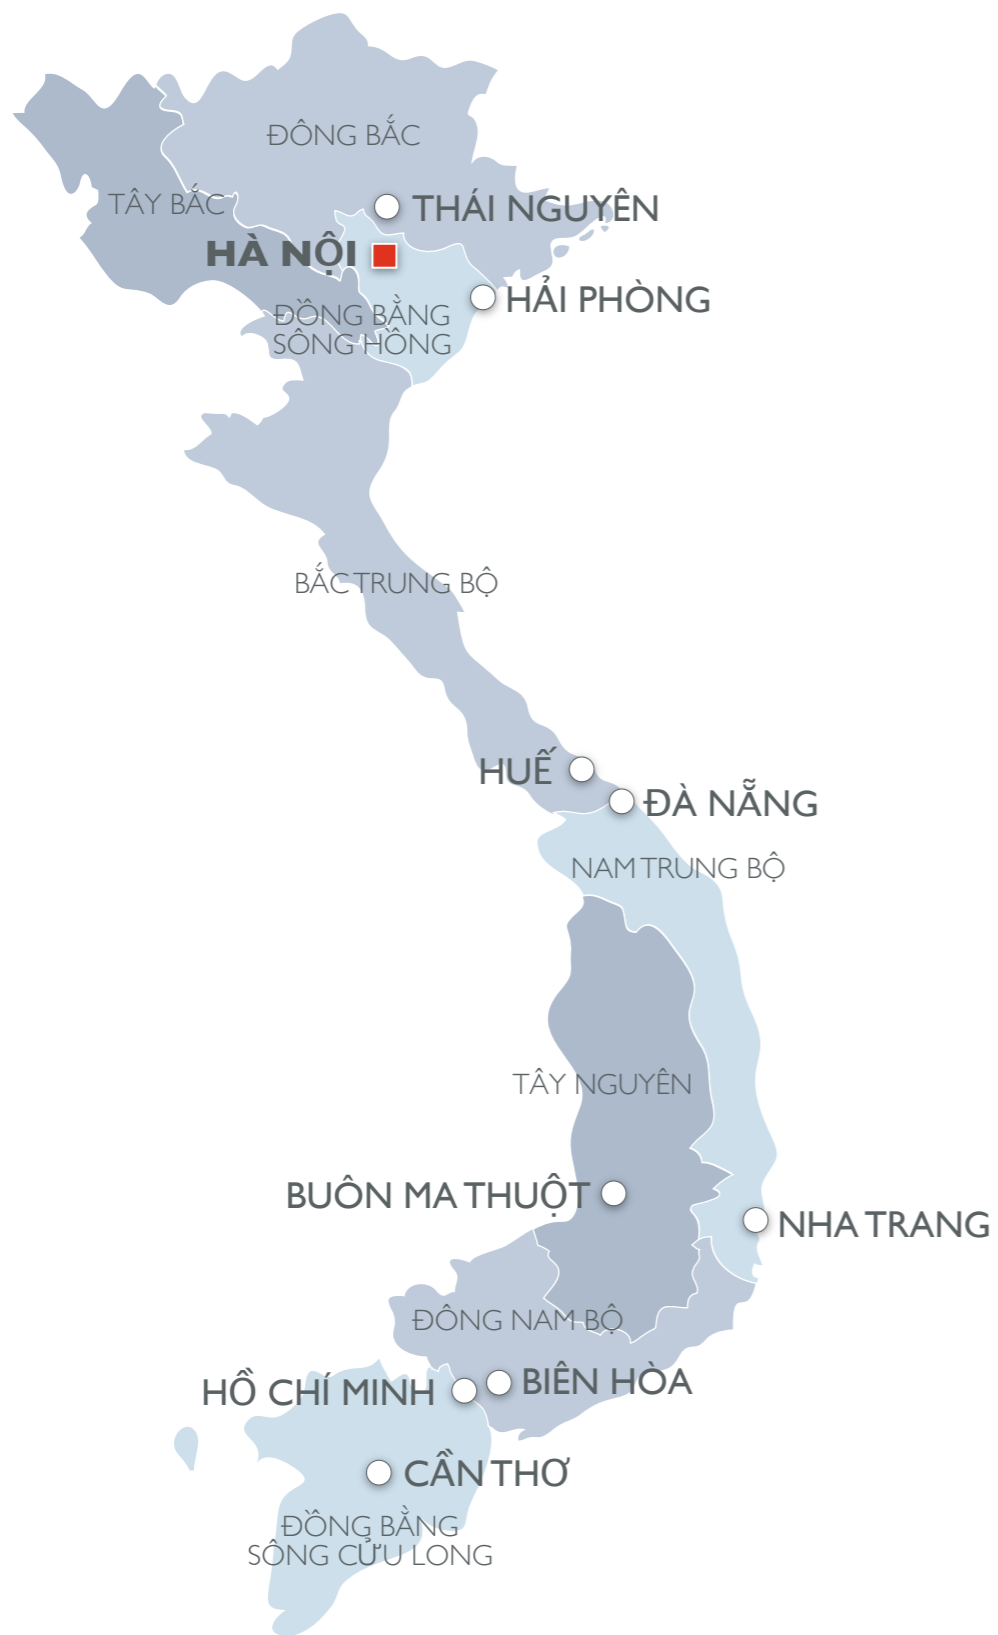 ĐÔNG BẮC
TÂY BẮC
THÁI NGUYÊN
HÀ NỘI
HẢI PHÒNG
ĐỒNG BẰNG
SÔNG HỒNG
BẮC TRUNG BỘ
HUẾ
ĐÀ NẴNG
NAM TRUNG BỘ
TÂY NGUYÊN
BUÔN MA THUỘT
NHA TRANG
ĐÔNG NAM BỘ
BIÊN HÒA
HỒ CHÍ MINH
CẦN THƠ
ĐỒNG BẰNG
SÔNG CỬU LONG